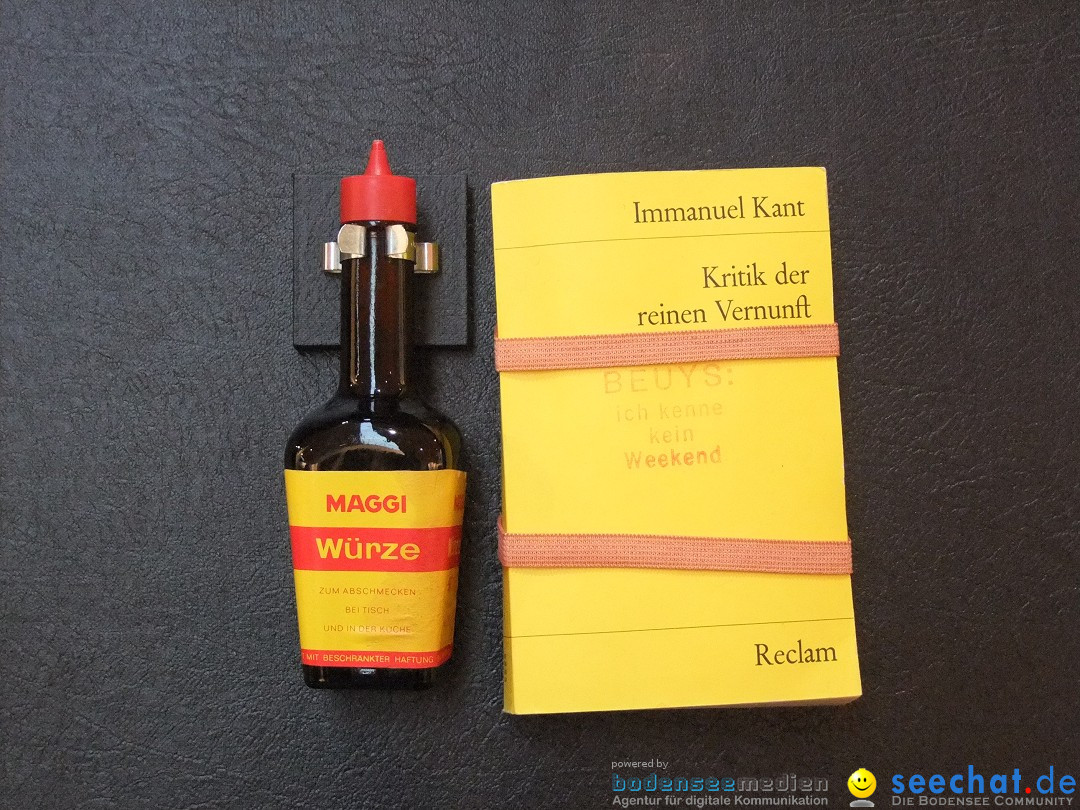 MAGGI
Würze
ZUM ABSCHMECKEN
BEI TISCH
UND IN DER KÜCHE
T MIT BESCHRÄNKTER HAFTUNG
Immanuel Kant
Kritik der
reinen Vernunft
BEUYS:
ich kenne
kein
Weekend
Reclam
powered by
bodenseemedien
Agentur für digitale Kommunikation
seechat.de
DIE BODENSEE COMMUNITY